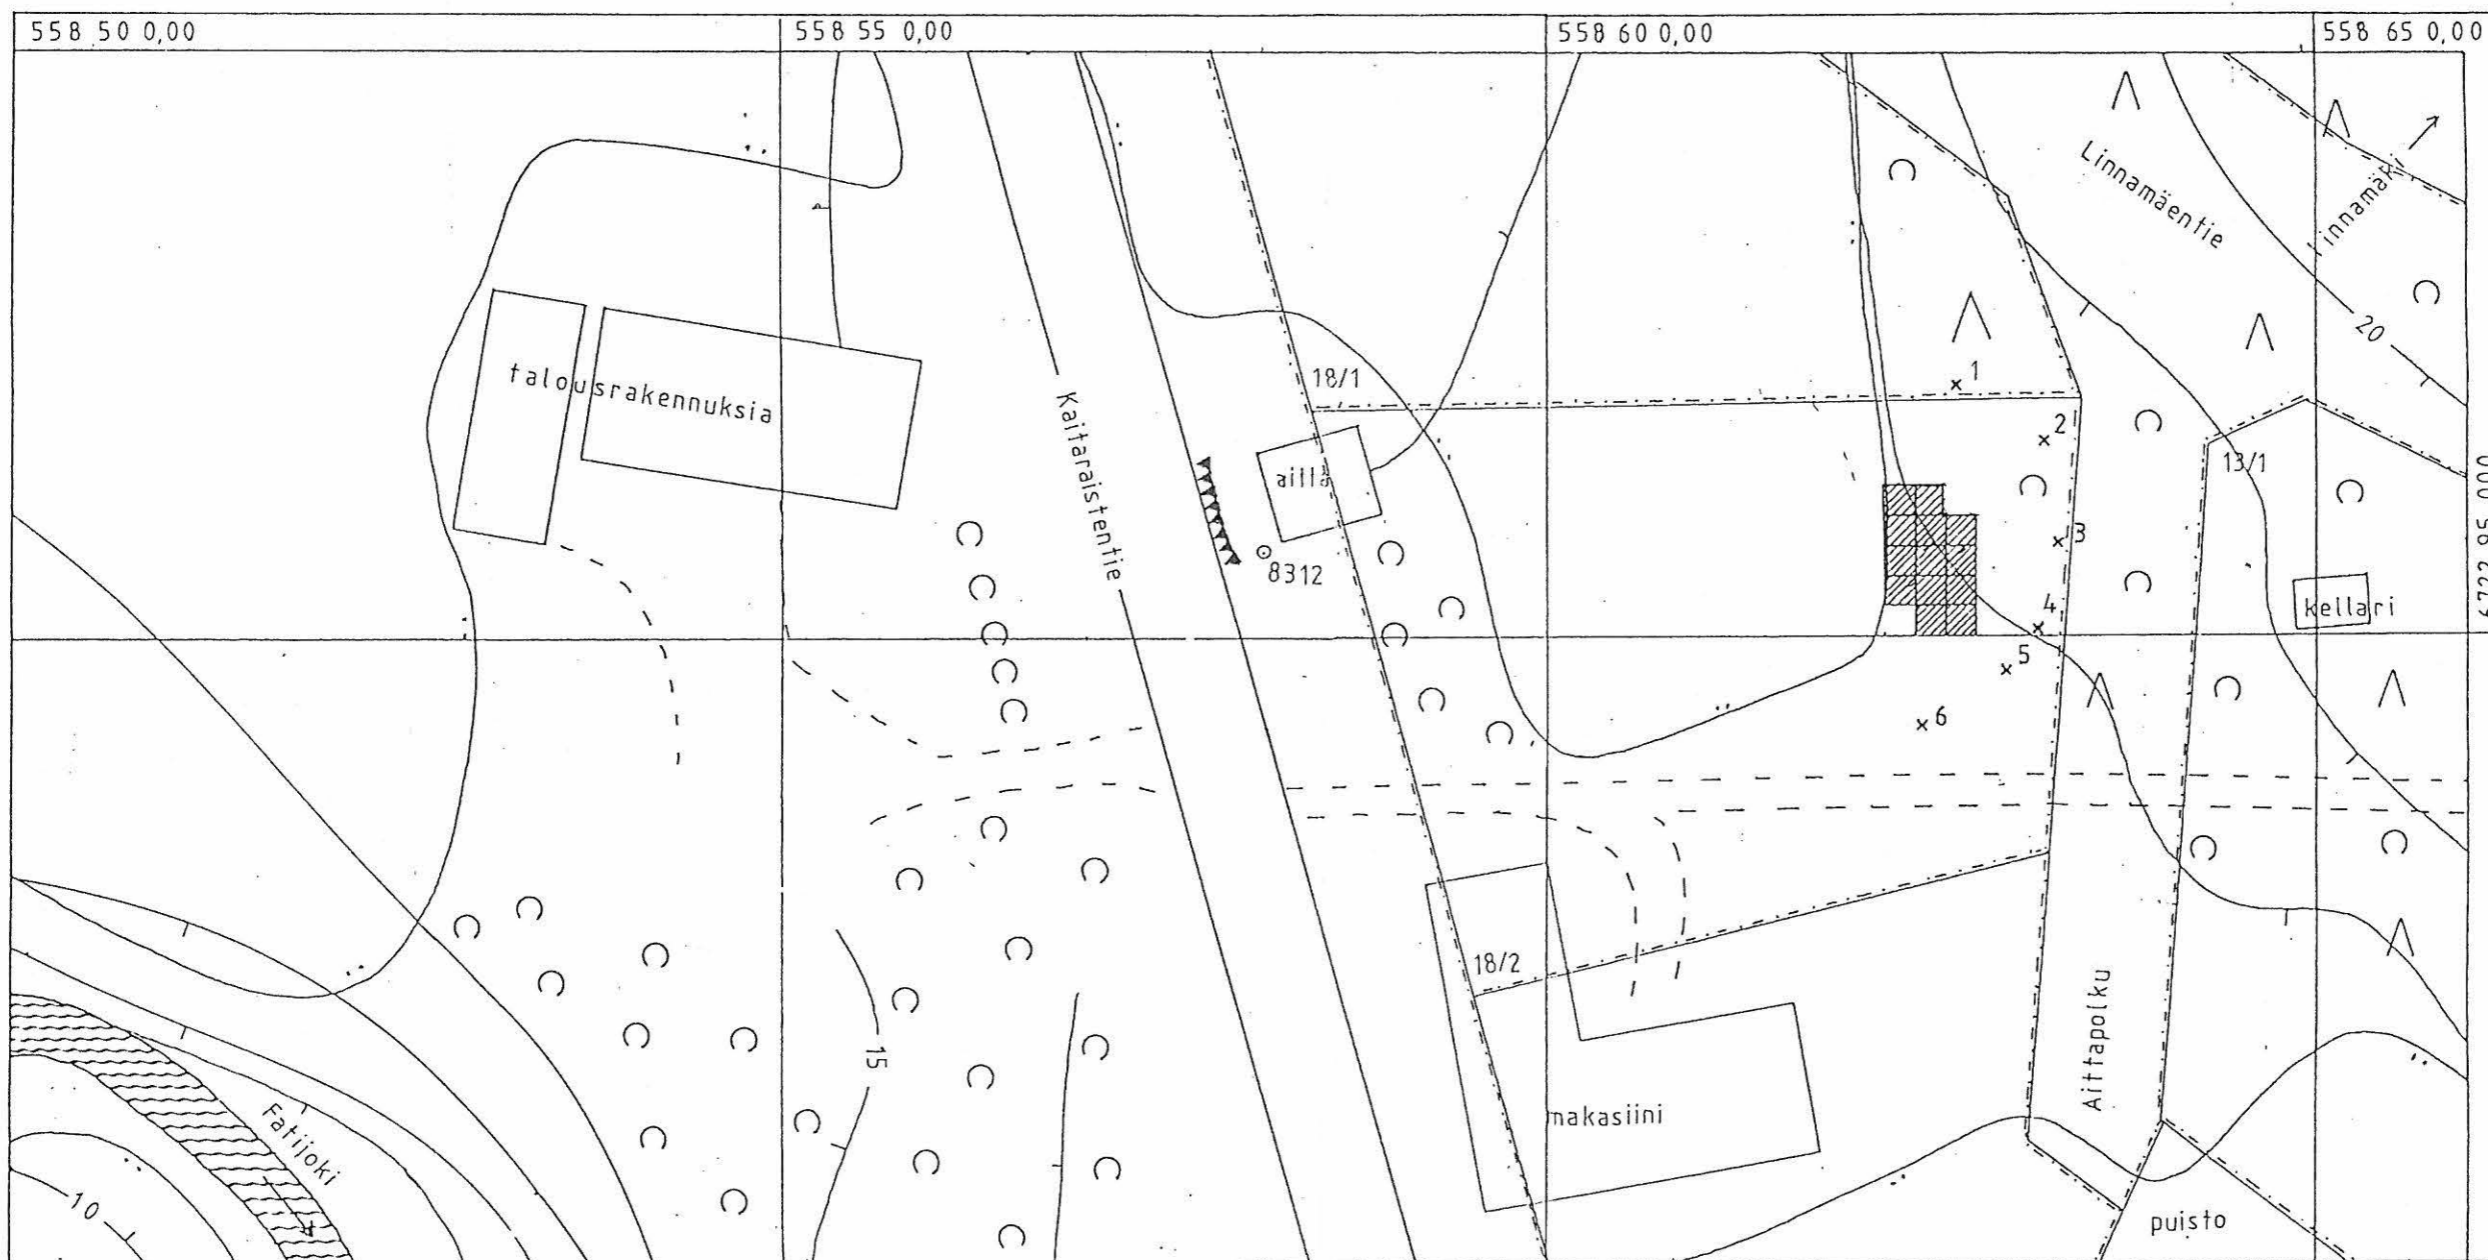 558 50 0,00
558 55 0,00
558 60 0,00
558 65 0,00
Linnamäentie
20
talousrakennuksia
Kaitaraistentie
18/1
1
2
aitta
13/1
3
8312
4
kellari
5
6
18/2
15
Aittapolku
Fatijoki
makasiini
10
puisto